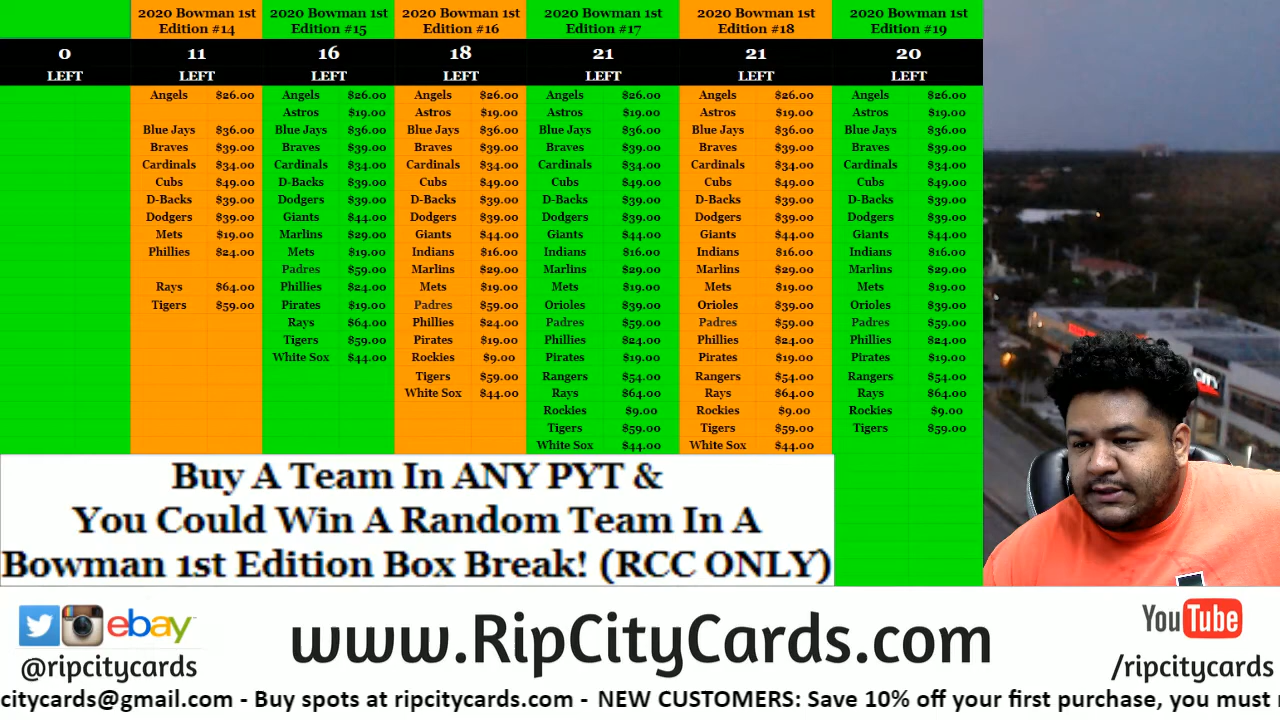 2020 Bowman 1st Edition #14 2020 Bowman 1st Edition #15 2020 Bowman 1st Edition #16 2020 Bowman 1st Edition #17 2020 Bowman 1st Edition #18 2020 Bowman 1st Edition #19
0 11 16 18 21 21 20
LEFT LEFT LEFT LEFT LEFT LEFT LEFT
Angels $26.00 Angels $26.00 Angels $26.00 Angels $26.00 Angels $26.00 Angels $26.00
Astros $19.00 Astros $19.00 Astros $19.00 Astros $19.00 Astros $19.00
Blue Jays $36.00 Blue Jays $36.00 Blue Jays $36.00 Blue Jays $36.00 Blue Jays $36.00 Blue Jays $36.00
Braves $39.00 Braves $39.00 Braves $39.00 Braves $39.00 Braves $39.00 Braves $39.00
Cardinals $34.00 Cardinals $34.00 Cardinals $34.00 Cardinals $34.00 Cardinals $34.00 Cardinals $34.00
Cubs $49.00 D-Backs $39.00 Cubs $49.00 Cubs $49.00 Cubs $49.00 Cubs $49.00
D-Backs $39.00 Dodgers $39.00 D-Backs $39.00 D-Backs $39.00 D-Backs $39.00 D-Backs $39.00
Dodgers $39.00 Giants $44.00 Dodgers $39.00 Dodgers $39.00 Dodgers $39.00 Dodgers $39.00
Mets $19.00 Marlins $29.00 Giants $44.00 Giants $44.00 Giants $44.00 Giants $44.00
Phillies $24.00 Mets $19.00 Indians $16.00 Indians $16.00 Indians $16.00 Indians $16.00
Padres $59.00 Marlins $29.00 Marlins $29.00 Marlins $29.00 Marlins $29.00
Rays $64.00 Phillies $24.00 Mets $19.00 Mets $19.00 Mets $19.00 Mets $19.00
Tigers $59.00 Pirates $19.00 Padres $59.00 Orioles $39.00 Orioles $39.00 Orioles $39.00
Rays $64.00 Phillies $24.00 Padres $59.00 Padres $59.00 Padres $59.00
Tigers $59.00 Pirates $19.00 Phillies $24.00 Phillies $24.00 Phillies $24.00
White Sox $44.00 Rockies $9.00 Pirates $19.00 Pirates $19.00 Pirates $19.00
Tigers $59.00 Rangers $54.00 Rangers $54.00 Rangers $54.00
White Sox $44.00 Rays $64.00 Rays $64.00 Rays $64.00
Rockies $9.00 Rockies $9.00 Rockies $9.00
Tigers $59.00 Tigers $59.00 Tigers $59.00
White Sox $44.00 White Sox $44.00
Buy A Team In ANY PYT &
You Could Win A Random Team In A
Bowman 1st Edition Box Break! (RCC ONLY)
CITY
ebay
@ripcitycards
www.RipCityCards.com
YouTube
/ripcitycards
citycards@gmail.com - Buy spots at ripcitycards.com - NEW CUSTOMERS: Save 10% off your first purchase, you must